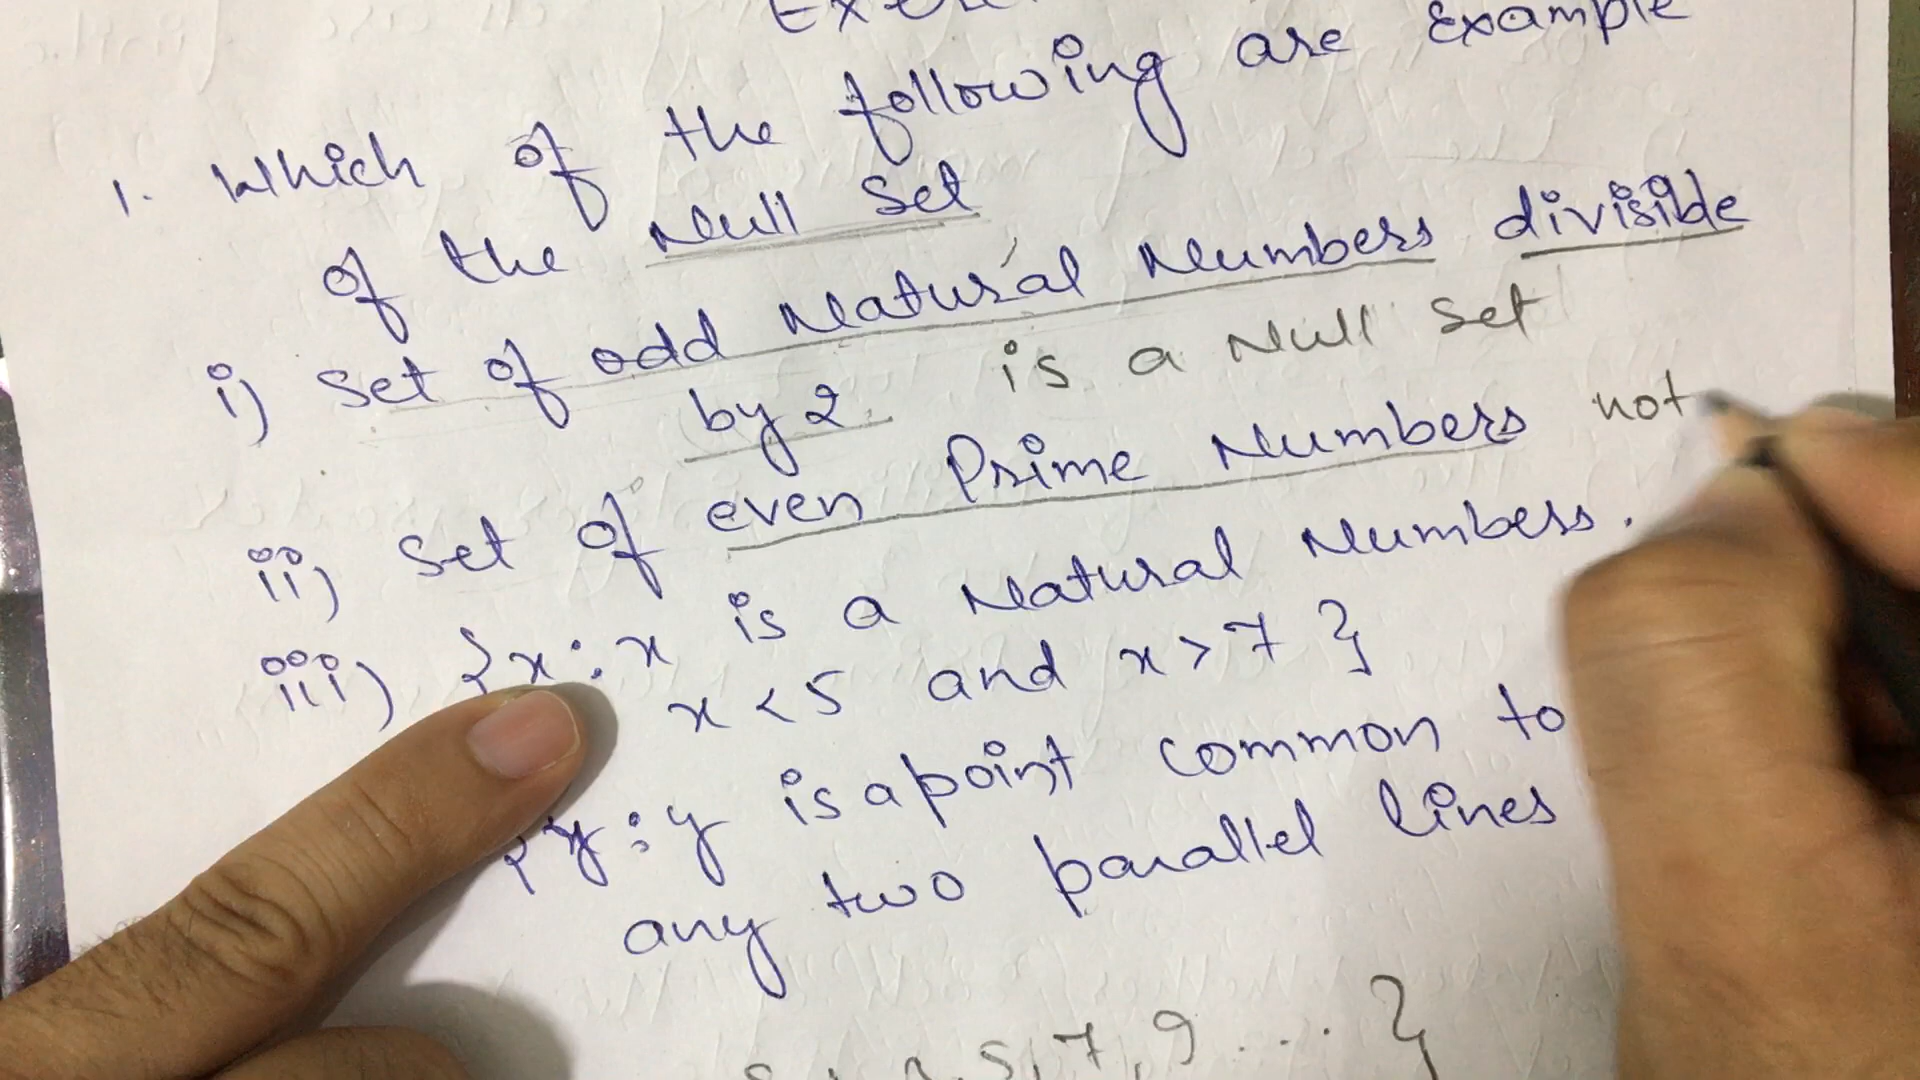 1. Which of the following are Example
of the Null Set
i) Set of odd Natural Numbers divisible
by 2. is a Null Set
ii) Set of even Prime Numbers not
iii) {x : x is a Natural Numbers.
x < 5 and x > 7 }
{y : y is a point common to
any two parallel lines
5, 7, 9 .... }